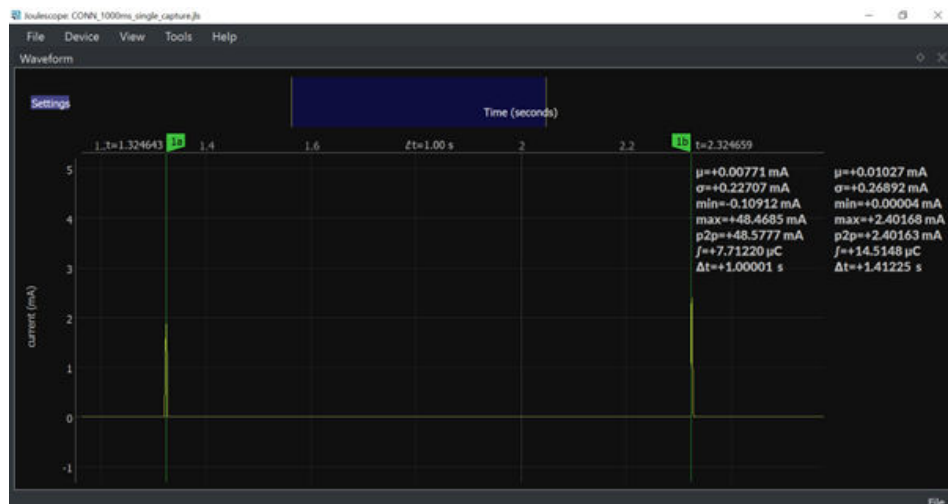 Joulescope: CONN_1000ms_single_capture.jls
File Device View Tools Help
Waveform
Settings
Time (seconds)
t=1.324643 1a 1.4 1.6 t=1.00 s 2 2.2 1b t=2.324659
5
4
3
2
1
0
-1
current (mA)
μ=+0.00771 mA μ=+0.01027 mA
σ=+0.22707 mA σ=+0.26892 mA
min=-0.10912 mA min=+0.00004 mA
max=+48.4685 mA max=+2.40168 mA
p2p=+48.5777 mA p2p=+2.40163 mA
∫=+7.71220 μC ∫=+14.5148 μC
Δt=+1.00001 s Δt=+1.41225 s